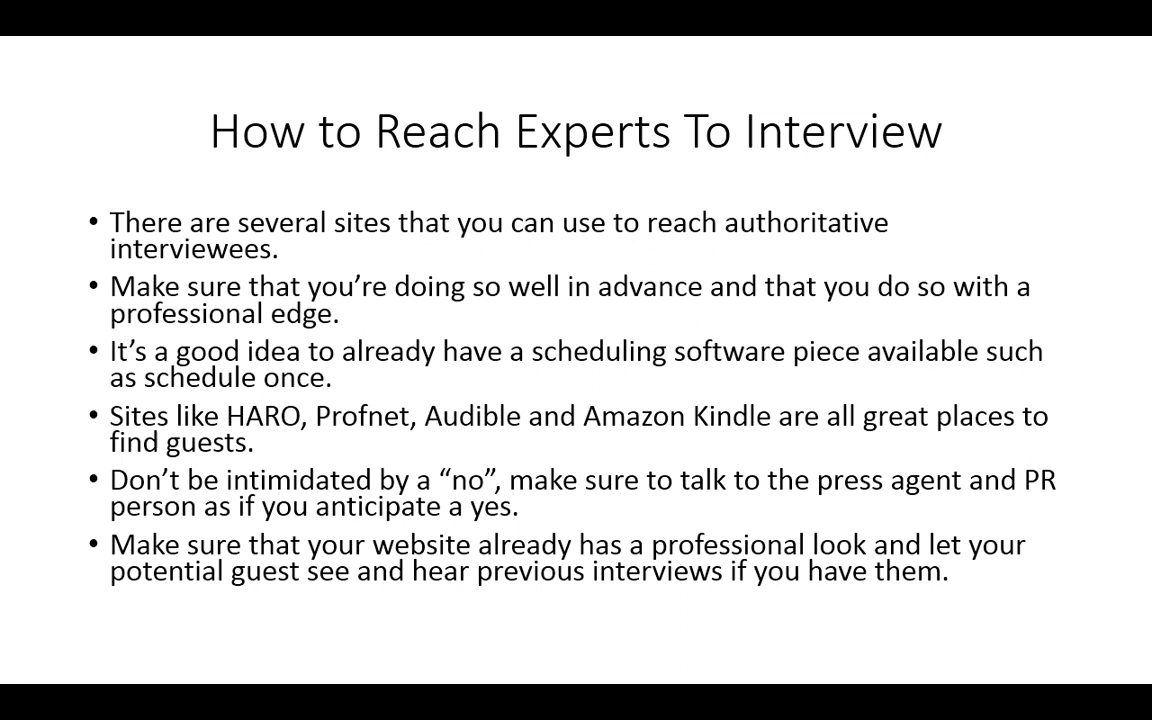 How to Reach Experts To Interview
• There are several sites that you can use to reach authoritative
interviewees.
• Make sure that you’re doing so well in advance and that you do so with a
professional edge.
• It’s a good idea to already have a scheduling software piece available such
as schedule once.
• Sites like HARO, Profnet, Audible and Amazon Kindle are all great places to
find guests.
• Don’t be intimidated by a “no”, make sure to talk to the press agent and PR
person as if you anticipate a yes.
• Make sure that your website already has a professional look and let your
potential guest see and hear previous interviews if you have them.